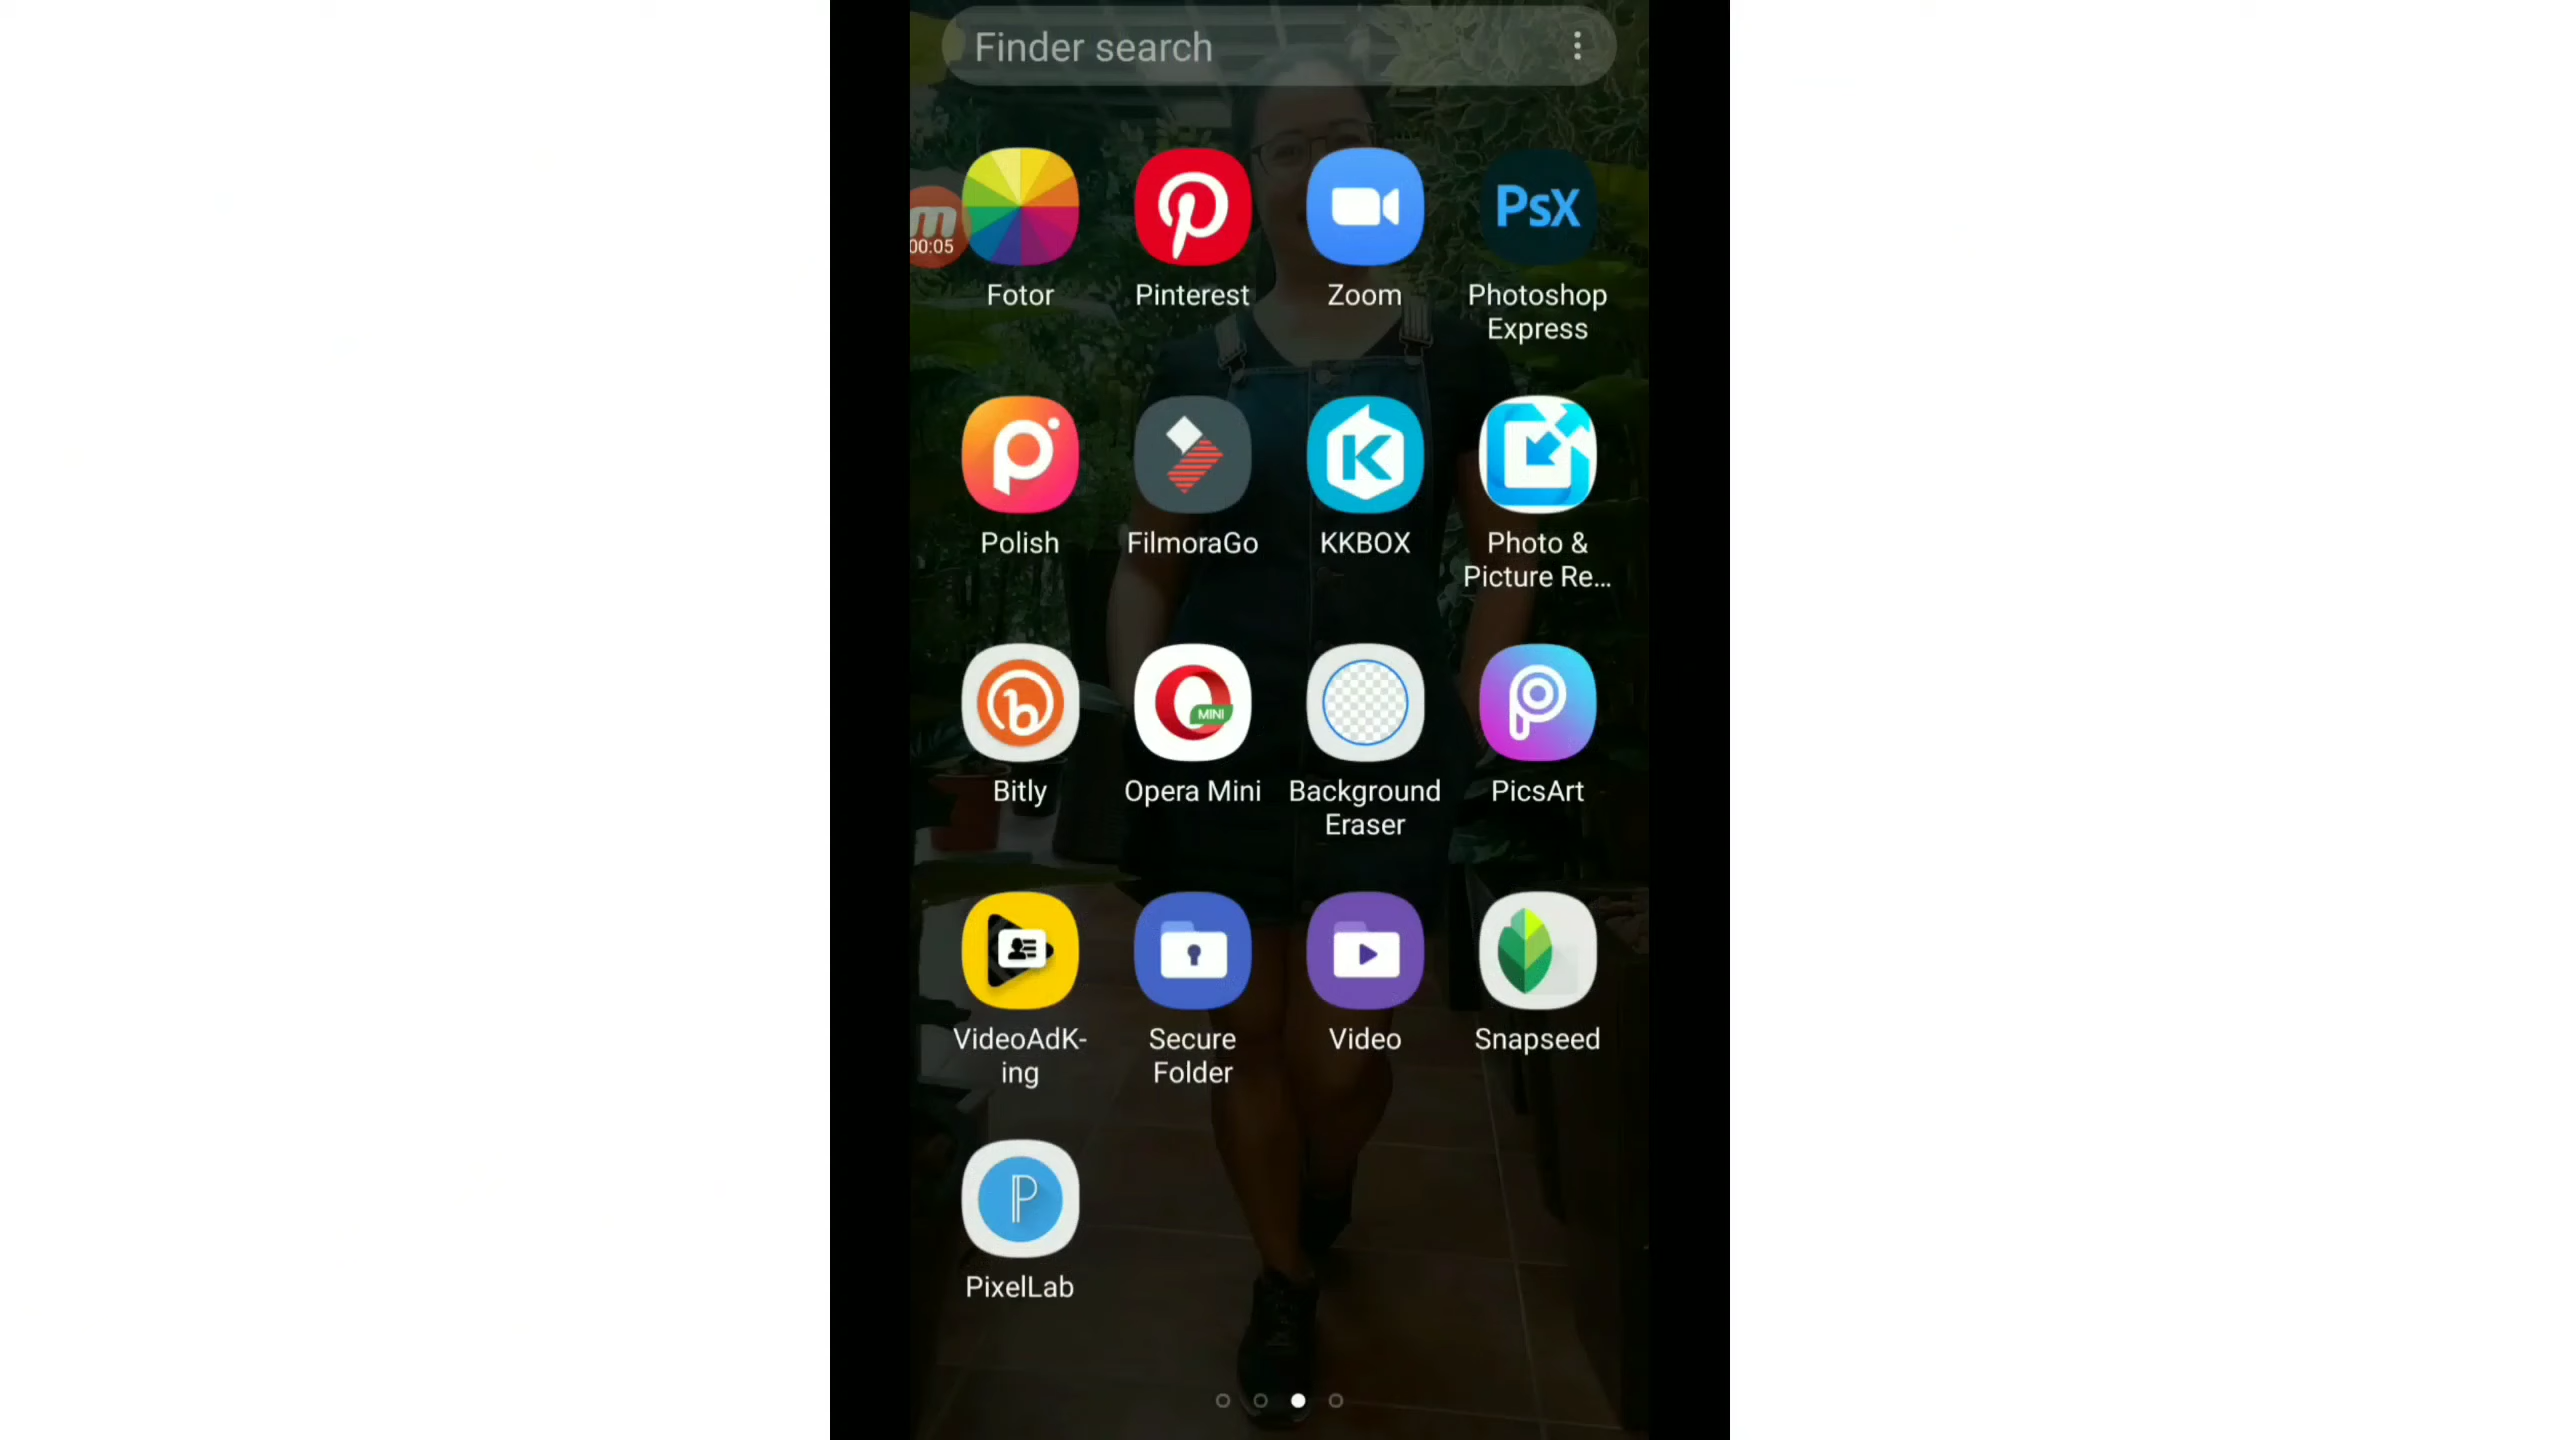 Finder search
m
00:05
PsX
Fotor
Pinterest
Zoom
Photoshop
Express
Polish
FilmoraGo
KKBOX
Photo &
Picture Re...
MINI
Bitly
Opera Mini
Background
Eraser
PicsArt
VideoAdK-
ing
Secure
Folder
Video
Snapseed
PixelLab